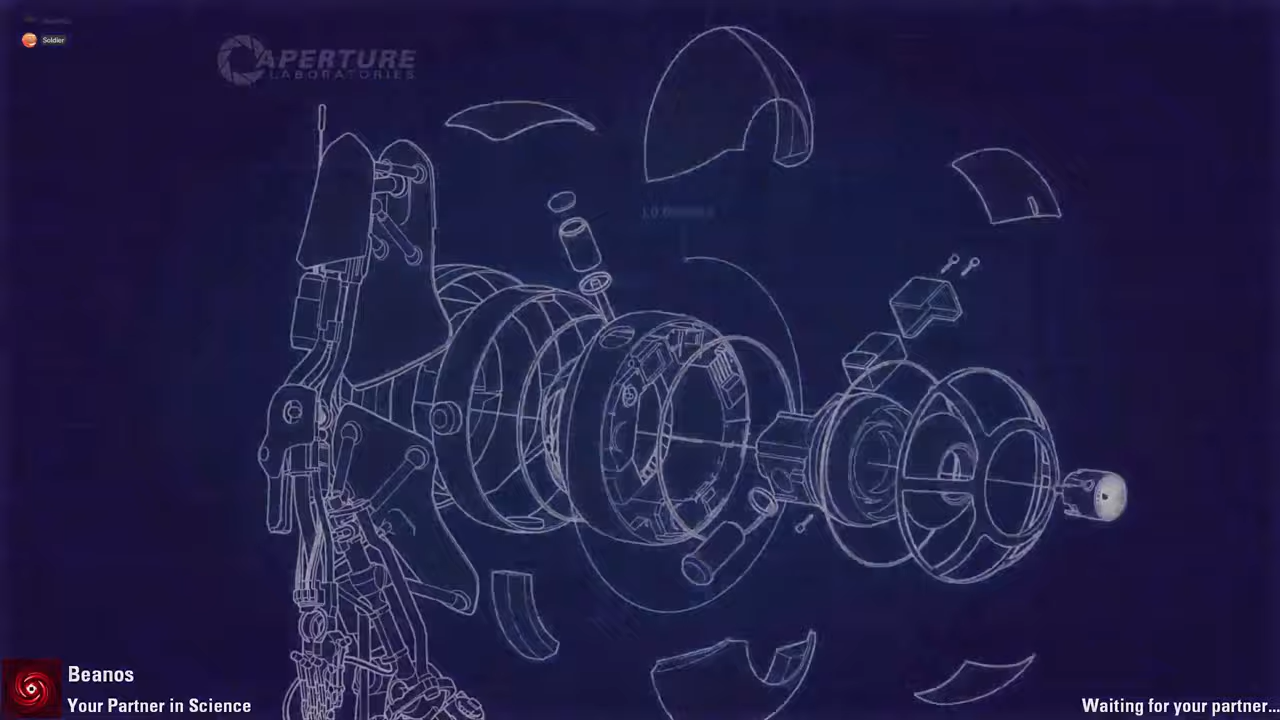 Soldier
APERTURE
LABORATORIES
Beanos
Your Partner in Science
Waiting for your partner...